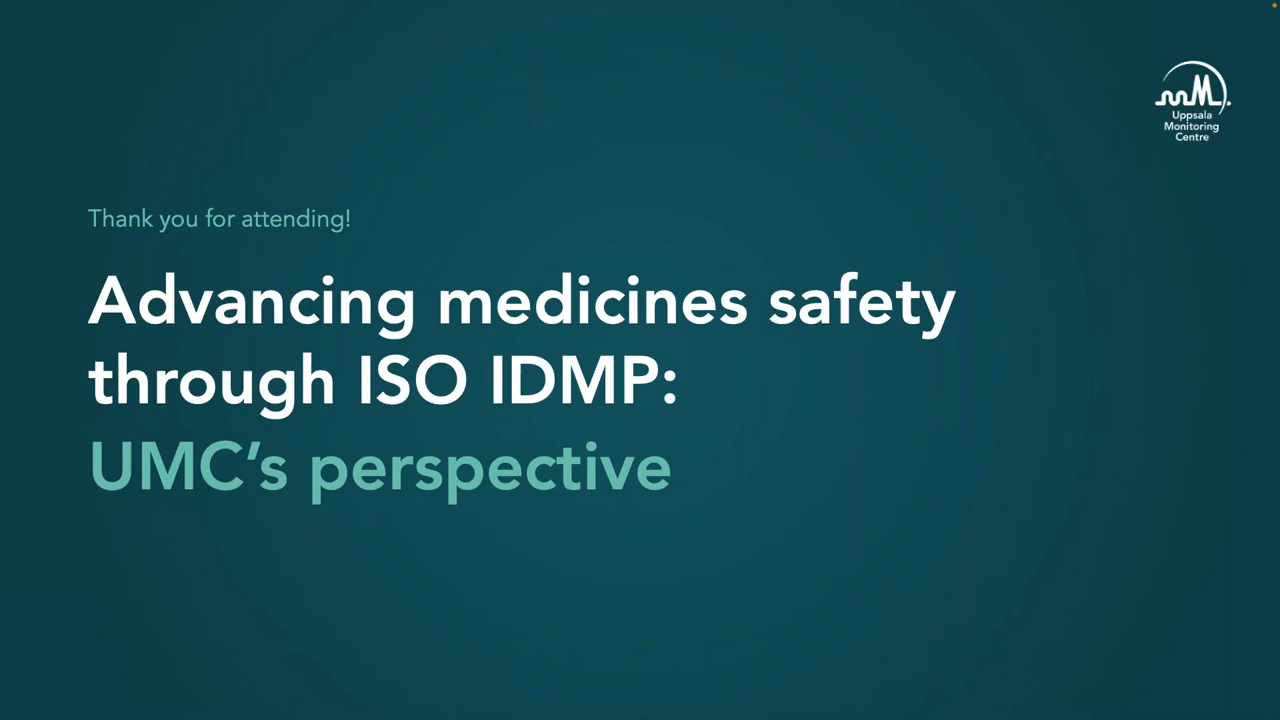 Uppsala
Monitoring
Centre
Thank you for attending!
Advancing medicines safety
through ISO IDMP:
UMC’s perspective